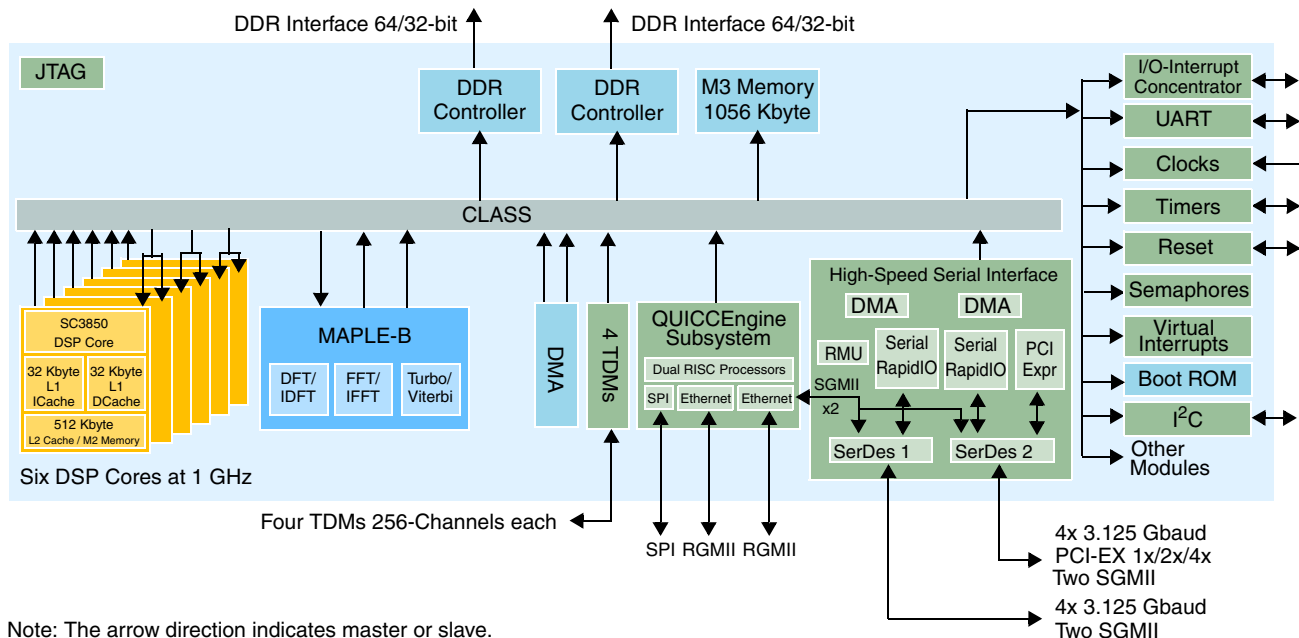 DDR Interface 64/32-bit
DDR Interface 64/32-bit
JTAG
DDR
Controller
DDR
Controller
M3 Memory
1056 Kbyte
I/O-Interrupt
Concentrator
UART
Clocks
Timers
Reset
Semaphores
Virtual
Interrupts
Boot ROM
I²C
Other
Modules
CLASS
SC3850
DSP Core
32 Kbyte
L1
ICache
32 Kbyte
L1
DCache
512 Kbyte
L2 Cache / M2 Memory
Six DSP Cores at 1 GHz
MAPLE-B
DFT/
IDFT
FFT/
IFFT
Turbo/
Viterbi
DMA
4 TDMs
QUICCEngine
Subsystem
Dual RISC Processors
SPI
Ethernet
Ethernet
High-Speed Serial Interface
DMA
DMA
RMU
Serial
RapidIO
Serial
RapidIO
PCI
Expr
SGMII
x2
SerDes 1
SerDes 2
Four TDMs 256-Channels each
SPI
RGMII
RGMII
4x 3.125 Gbaud
PCI-EX 1x/2x/4x
Two SGMII
4x 3.125 Gbaud
Two SGMII
Note: The arrow direction indicates master or slave.